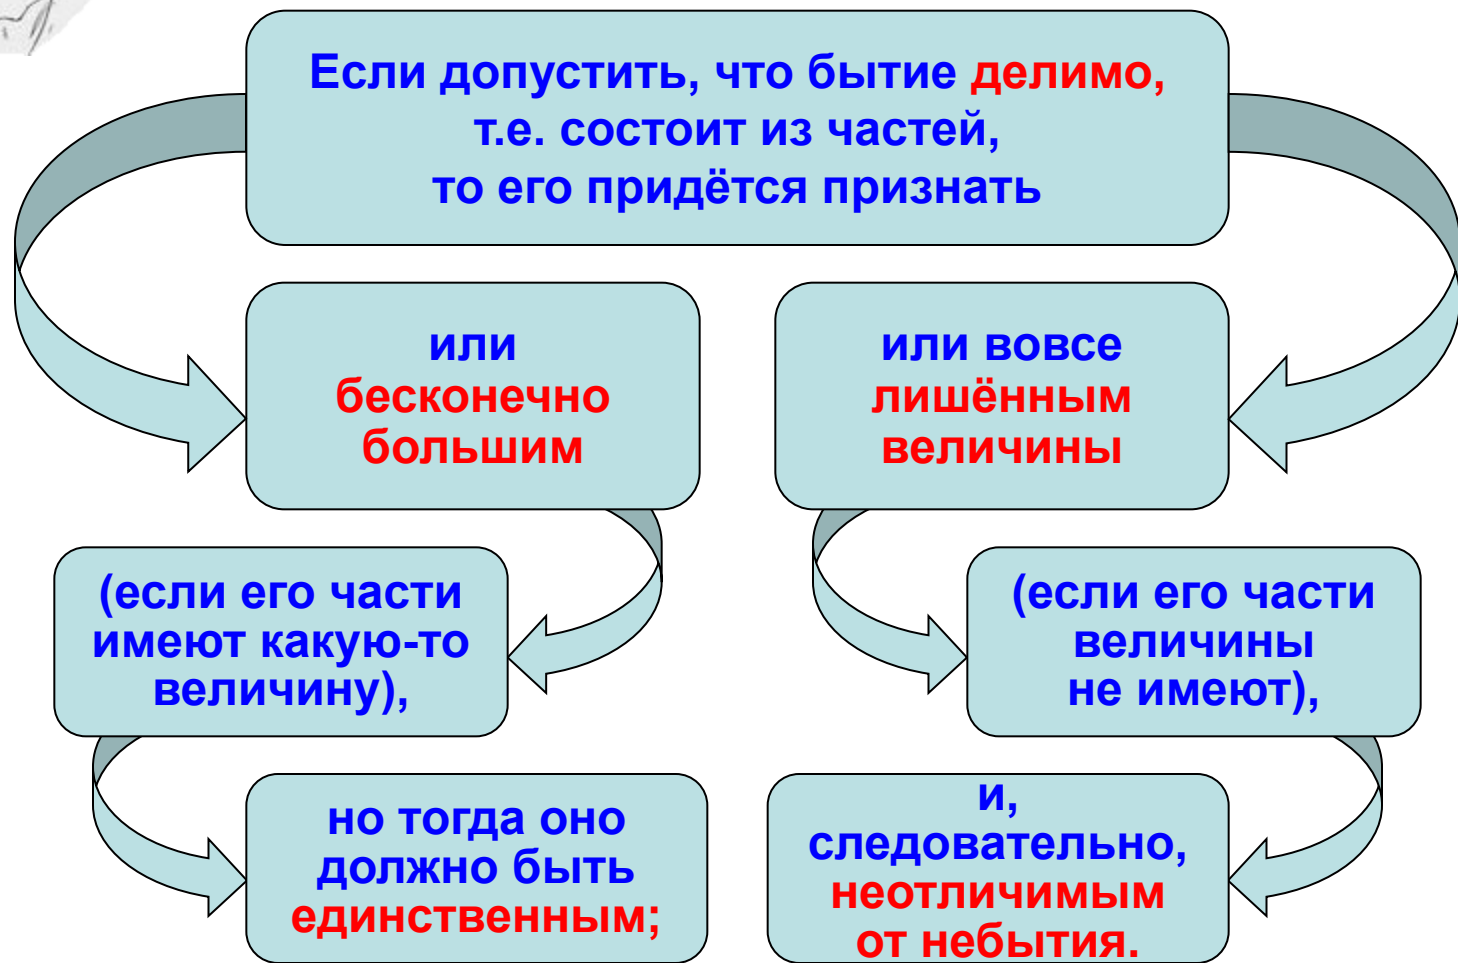 Если допустить, что бытие делимо,
т.е. состоит из частей,
то его придётся признать
или
бесконечно
большим
или вовсе
лишённым
величины
(если его части
имеют какую-то
величину),
(если его части
величины
не имеют),
но тогда оно
должно быть
единственным;
и,
следовательно,
неотличимым
от небытия.